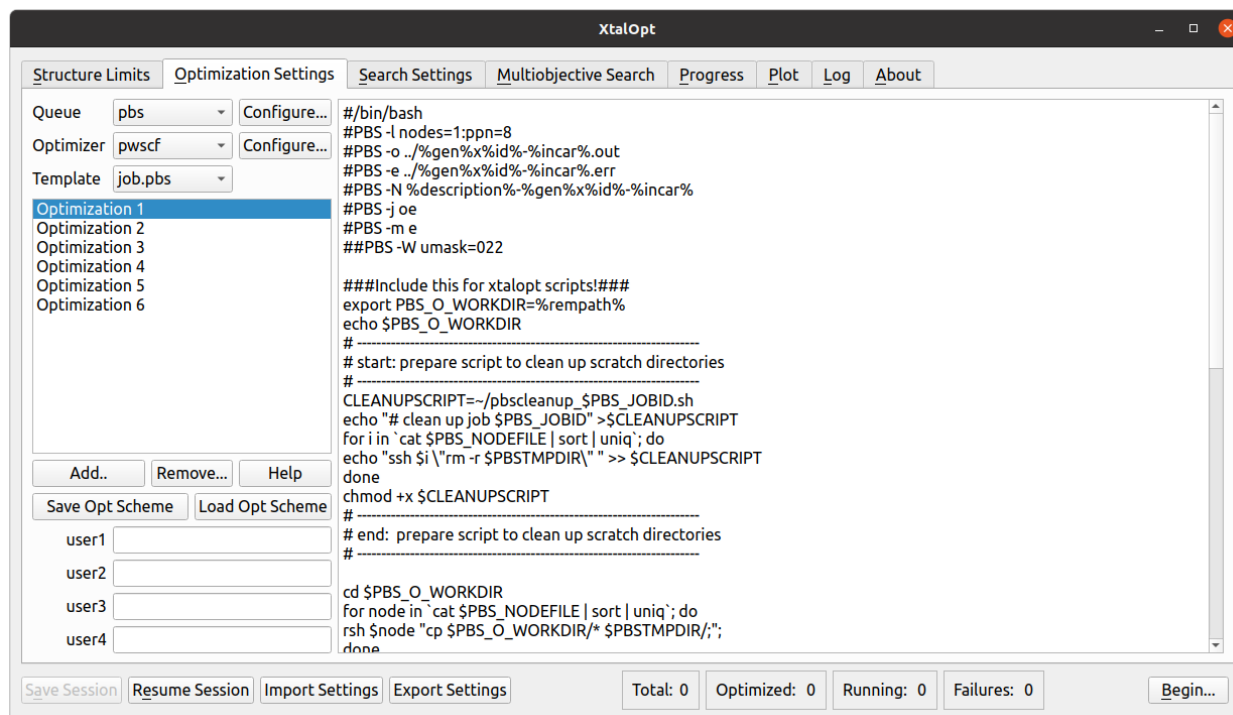 XtalOpt
Structure Limits Optimization Settings Search Settings Multiobjective Search Progress Plot Log About
Queue pbs Configure...
Optimizer pwscf Configure...
Template job.pbs
Optimization 1
Optimization 2
Optimization 3
Optimization 4
Optimization 5
Optimization 6
Add.. Remove... Help
Save Opt Scheme Load Opt Scheme
user1
user2
user3
user4
#/bin/bash
#PBS -l nodes=1:ppn=8
#PBS -o ../%gen%x%id%-%incar%.out
#PBS -e ../%gen%x%id%-%incar%.err
#PBS -N %description%-%gen%x%id%-%incar%
#PBS -j oe
#PBS -m e
##PBS -W umask=022
###Include this for xtalopt scripts!###
export PBS_O_WORKDIR=%rempath%
echo $PBS_O_WORKDIR
# -----------------------------------------------------------------------
# start: prepare script to clean up scratch directories
# -----------------------------------------------------------------------
CLEANUPSCRIPT=~/pbscleanup_$PBS_JOBID.sh
echo "# clean up job $PBS_JOBID" >$CLEANUPSCRIPT
for i in `cat $PBS_NODEFILE | sort | uniq`; do
echo "ssh $i \"rm -r $PBSTMPDIR\" " >> $CLEANUPSCRIPT
done
chmod +x $CLEANUPSCRIPT
# -----------------------------------------------------------------------
# end:  prepare script to clean up scratch directories
# -----------------------------------------------------------------------
cd $PBS_O_WORKDIR
for node in `cat $PBS_NODEFILE | sort | uniq`; do
rsh $node "cp $PBS_O_WORKDIR/* $PBSTMPDIR/;";
done
Save Session Resume Session Import Settings Export Settings Total: 0 Optimized: 0 Running: 0 Failures: 0 Begin...